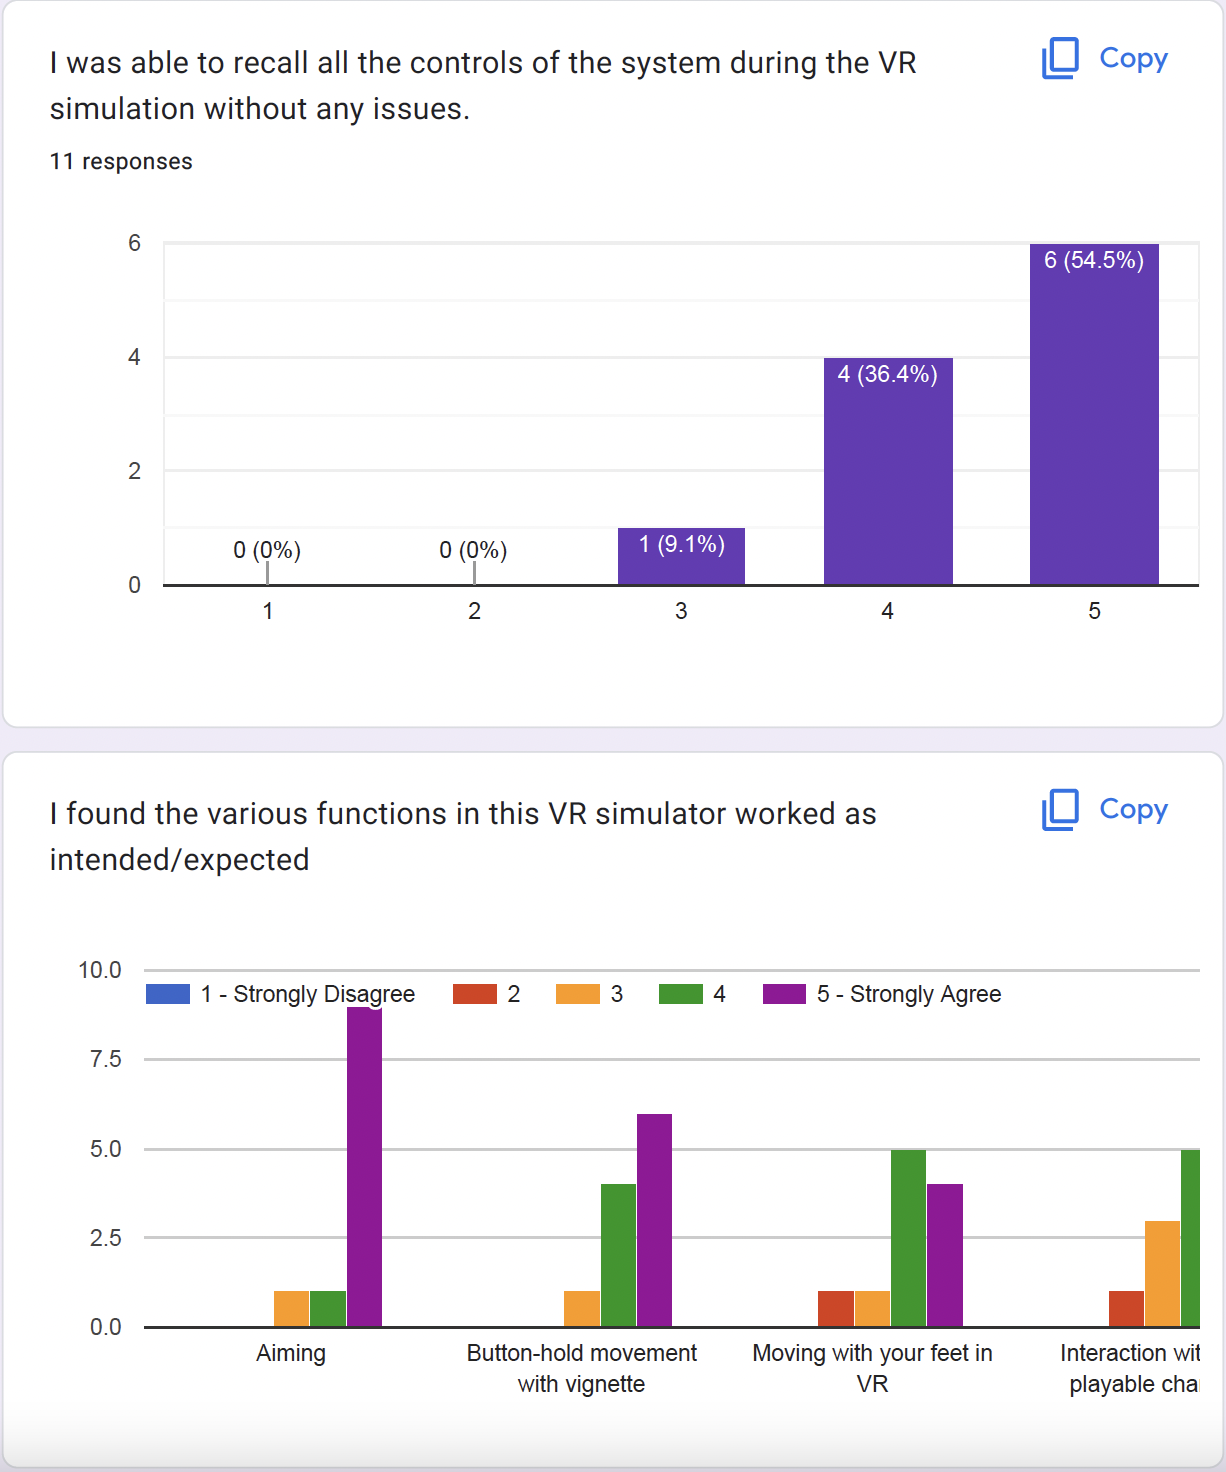 I was able to recall all the controls of the system during the VR
simulation without any issues.
Copy
11 responses
6
4
2
0
0 (0%)
0 (0%)
1 (9.1%)
4 (36.4%)
6 (54.5%)
1
2
3
4
5
I found the various functions in this VR simulator worked as
intended/expected
Copy
10.0
7.5
5.0
2.5
0.0
1 - Strongly Disagree
2
3
4
5 - Strongly Agree
Aiming
Button-hold movement
with vignette
Moving with your feet in
VR
Interaction wit
playable cha